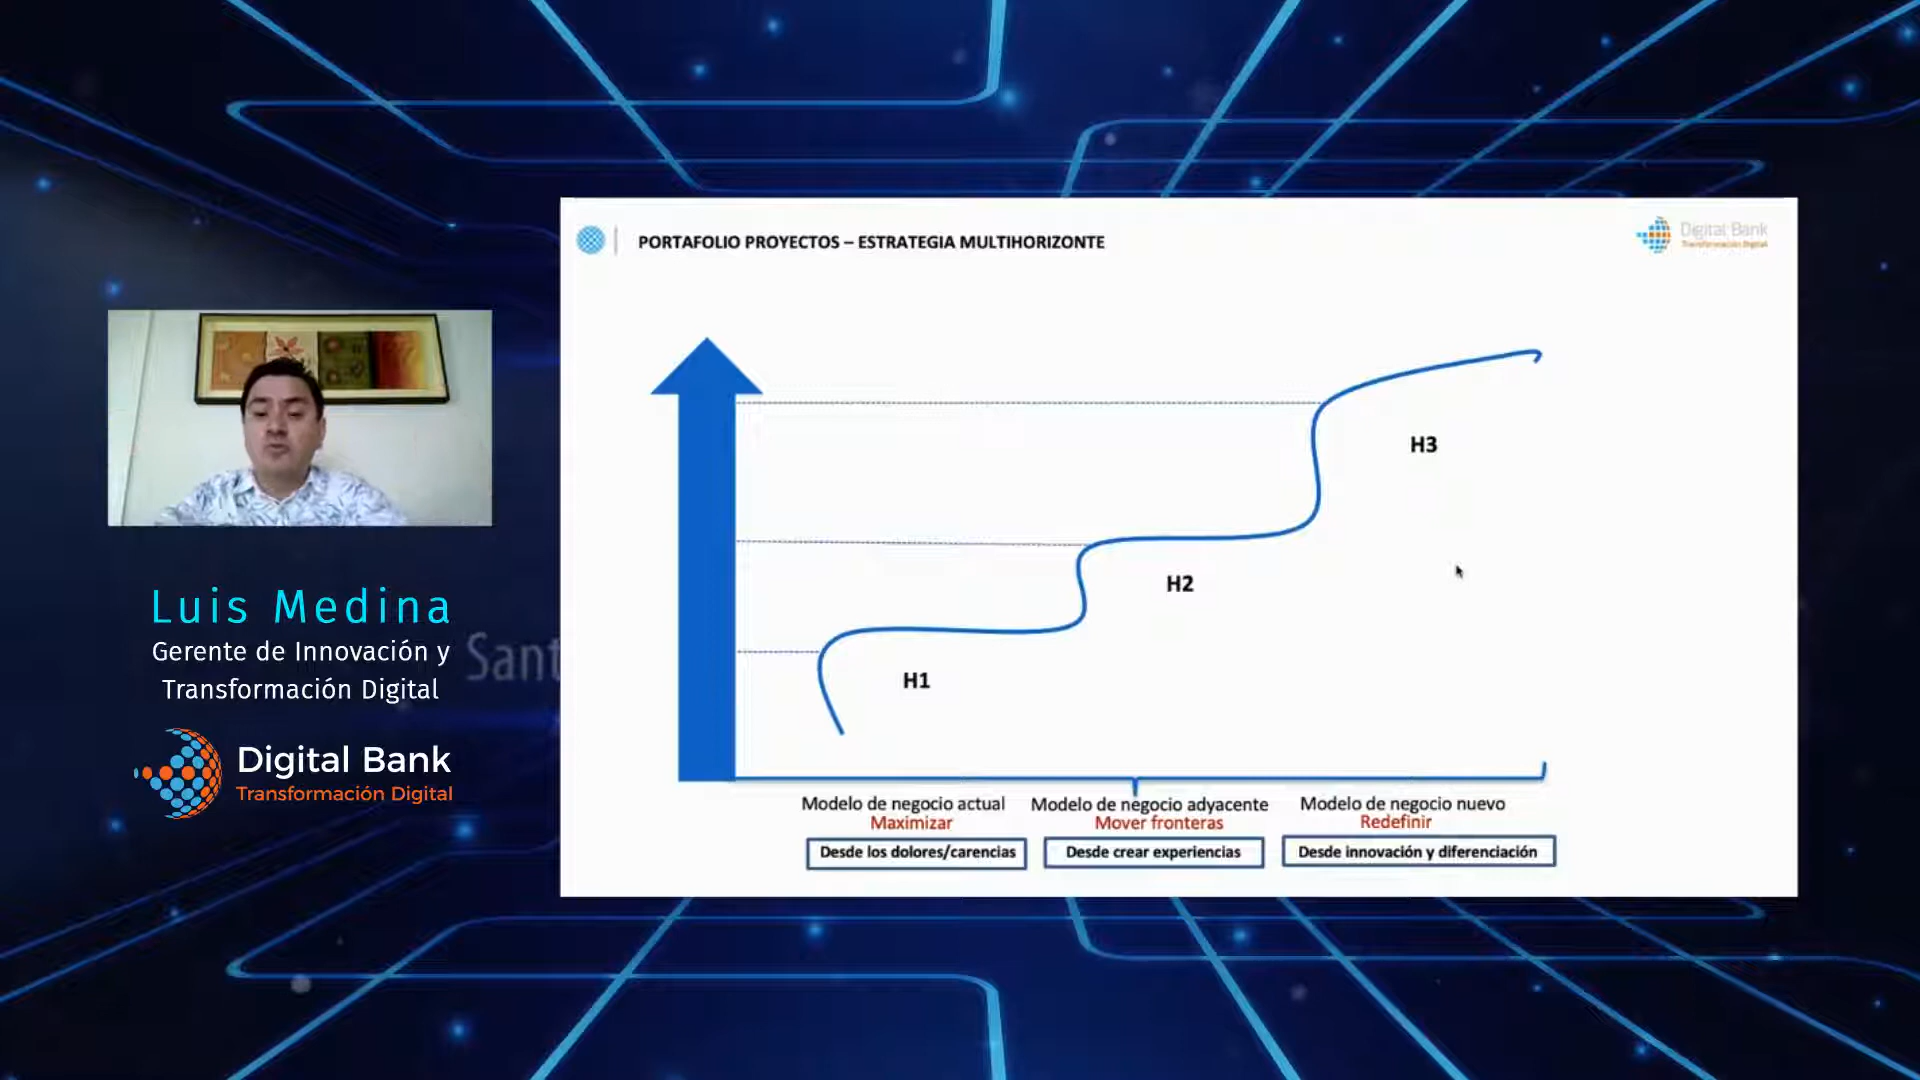 PORTAFOLIO PROYECTOS – ESTRATEGIA MULTIHORIZONTE
Digital Bank
Transformación Digital
H3
H2
H1
Modelo de negocio actual
Maximizar
Desde los dolores/carencias
Modelo de negocio adyacente
Mover fronteras
Desde crear experiencias
Modelo de negocio nuevo
Redefinir
Desde innovación y diferenciación
Luis Medina
Gerente de Innovación y
Transformación Digital
Digital Bank
Transformación Digital
Sant